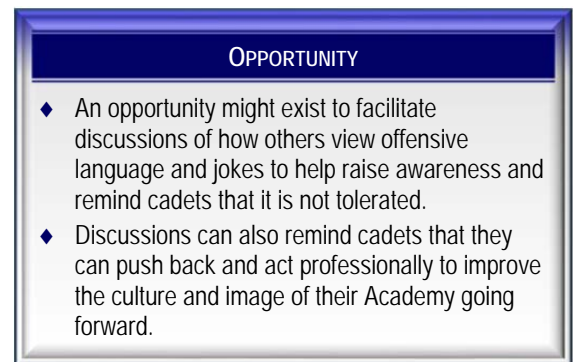 OPPORTUNITY
♦ An opportunity might exist to facilitate
discussions of how others view offensive
language and jokes to help raise awareness and
remind cadets that it is not tolerated.
♦ Discussions can also remind cadets that they
can push back and act professionally to improve
the culture and image of their Academy going
forward.